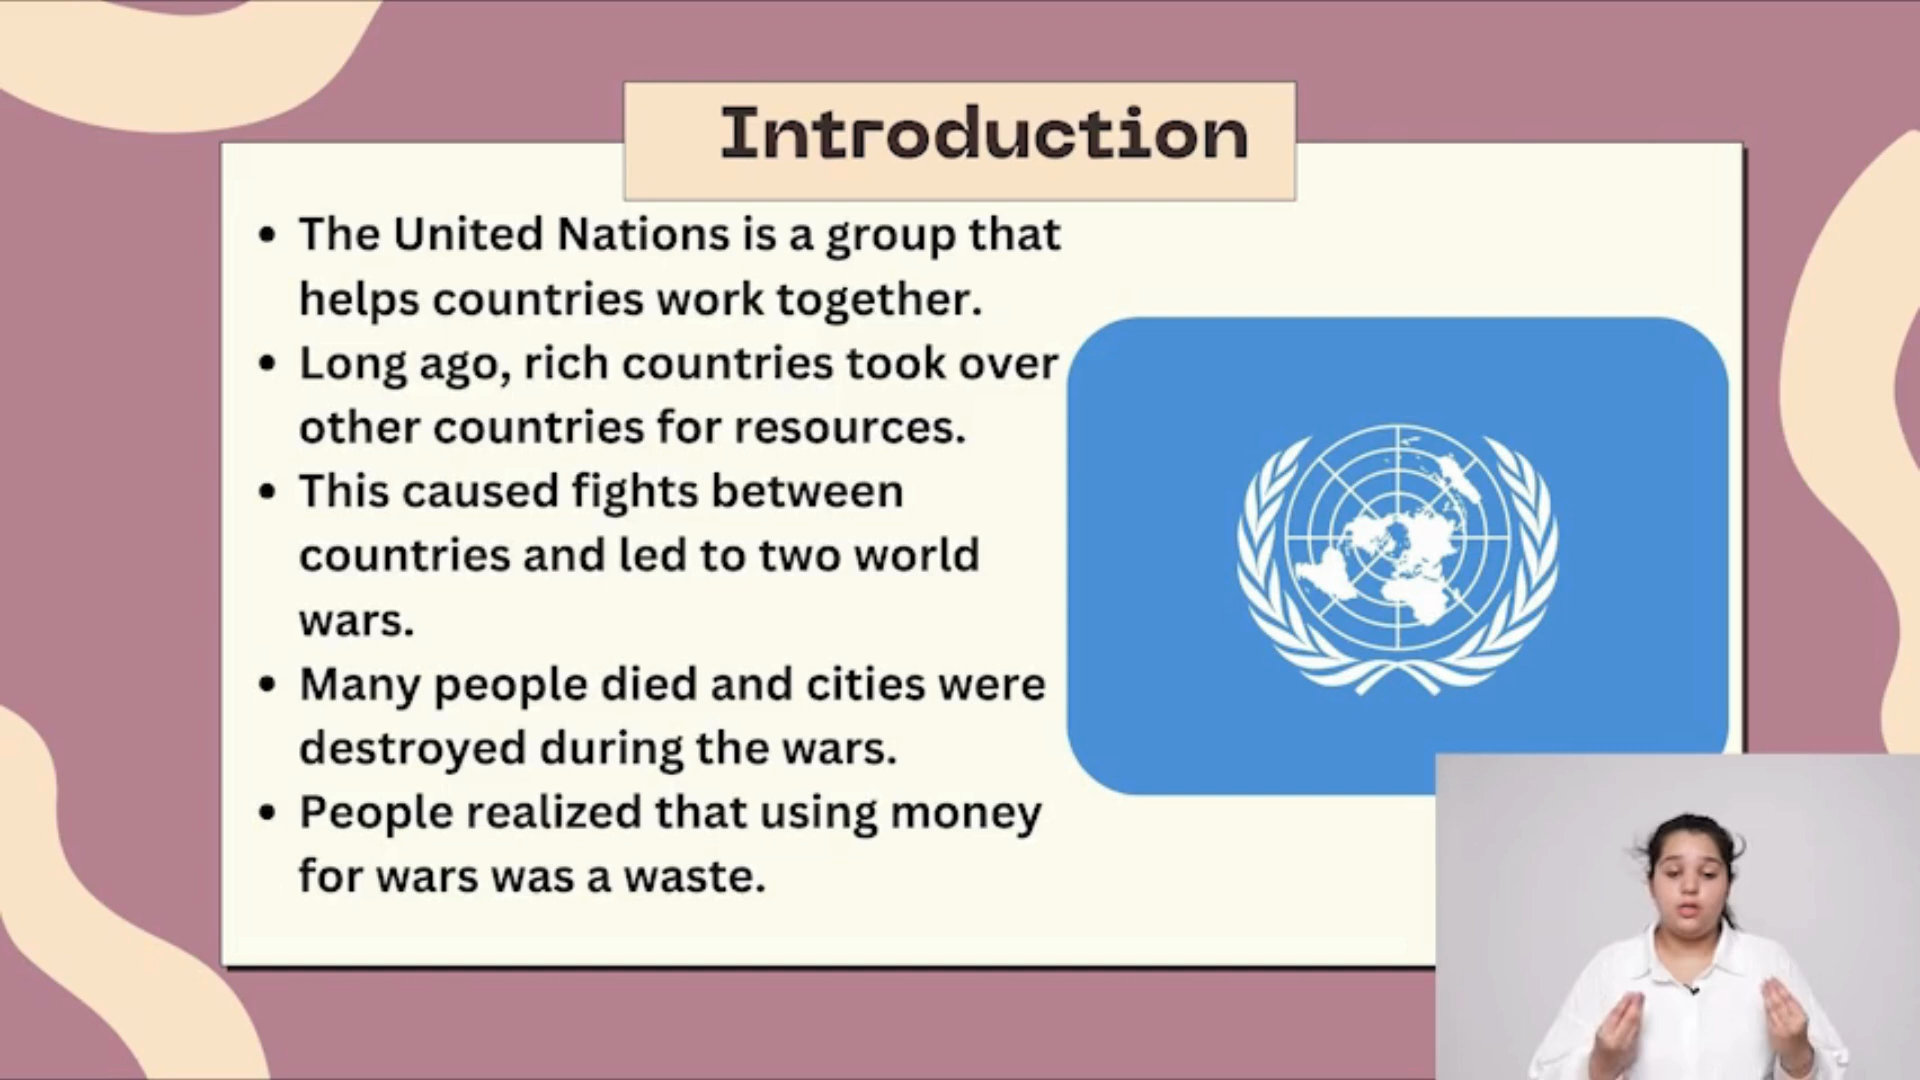 Introduction
• The United Nations is a group that
helps countries work together.
• Long ago, rich countries took over
other countries for resources.
• This caused fights between
countries and led to two world
wars.
• Many people died and cities were
destroyed during the wars.
• People realized that using money
for wars was a waste.